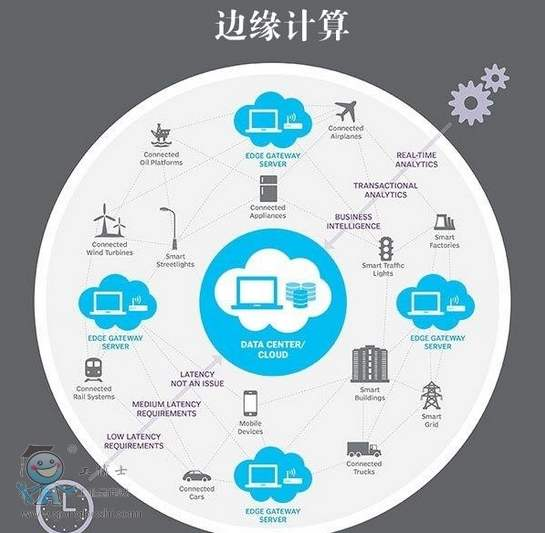 边缘计算
Connected
Airplanes
EDGE GATEWAY
SERVER
Connected
Oil Platforms
REAL-TIME
ANALYTICS
TRANSACTIONAL
ANALYTICS
Connected
Appliances
BUSINESS
INTELLIGENCE
Connected
Wind Turbines
Smart
Streetlights
Smart Traffic
Lights
Smart
Factories
EDGE GATEWAY
SERVER
DATA CENTER/
CLOUD
EDGE GATEWAY
SERVER
LATENCY
NOT AN ISSUE
Connected
Rail Systems
MEDIUM LATENCY
REQUIREMENTS
Smart
Buildings
Smart
Grid
Mobile
Devices
LOW LATENCY
REQUIREMENTS
Connected
Trucks
Connected
Cars
EDGE GATEWAY
SERVER